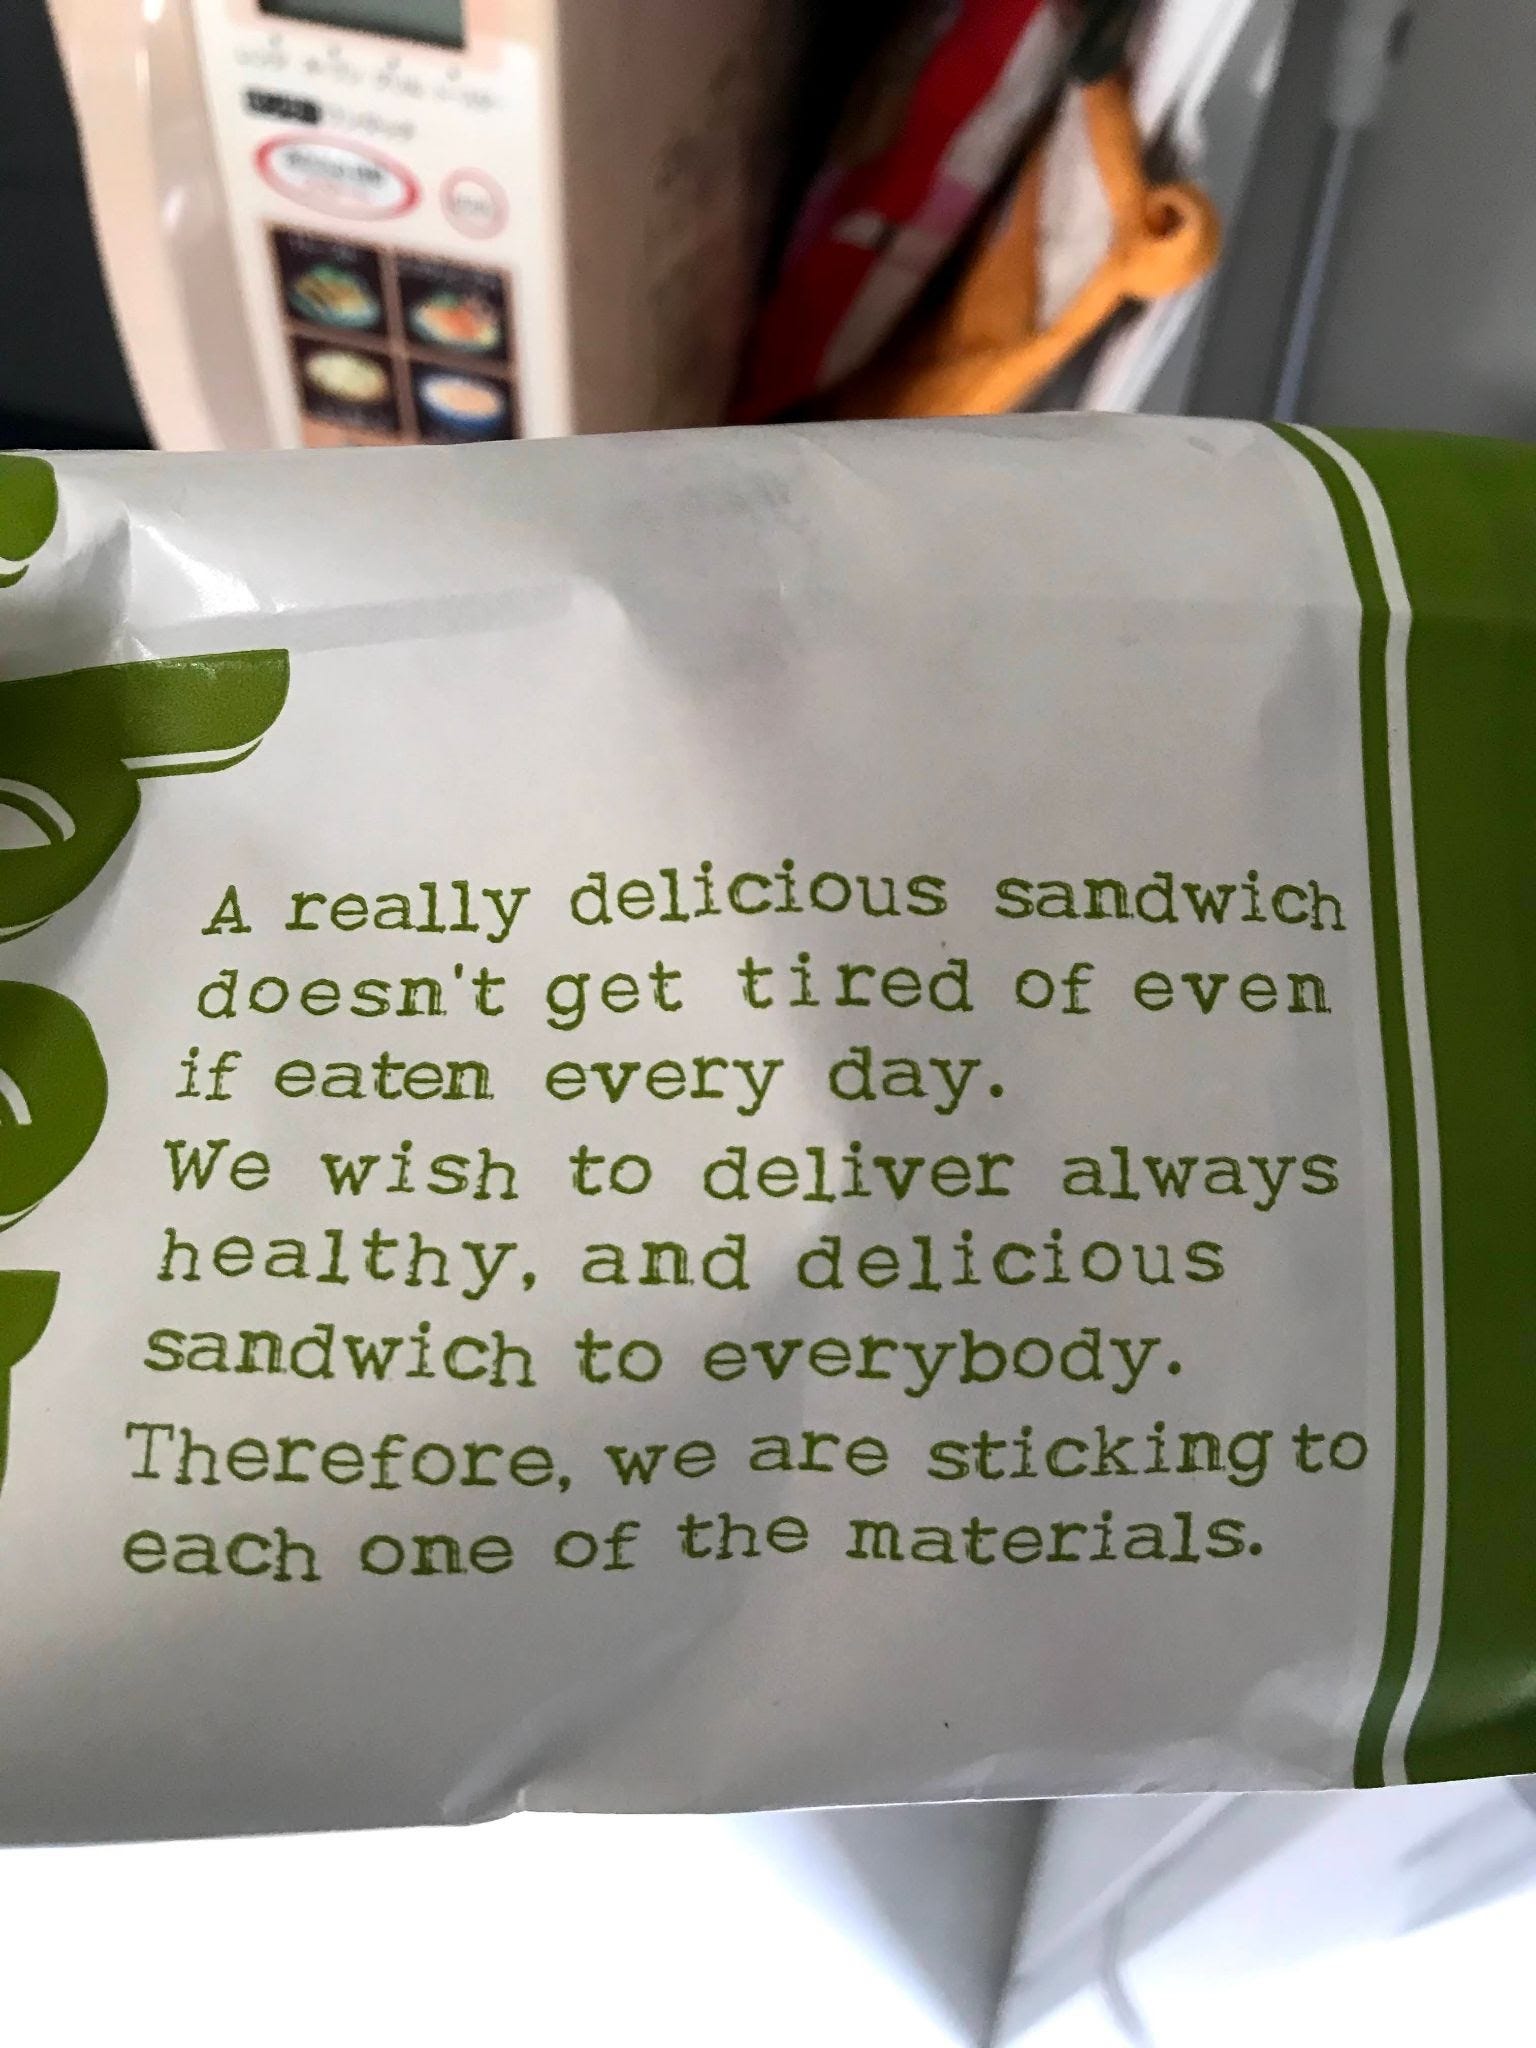 A really delicious sandwich
doesn't get tired of even
if eaten every day.
We wish to deliver always
healthy, and delicious
sandwich to everybody.
Therefore, we are sticking to
each one of the materials.